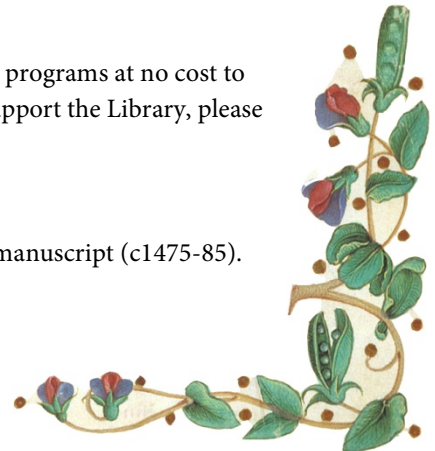 programs at no cost to
pport the Library, please
manuscript (c1475-85).